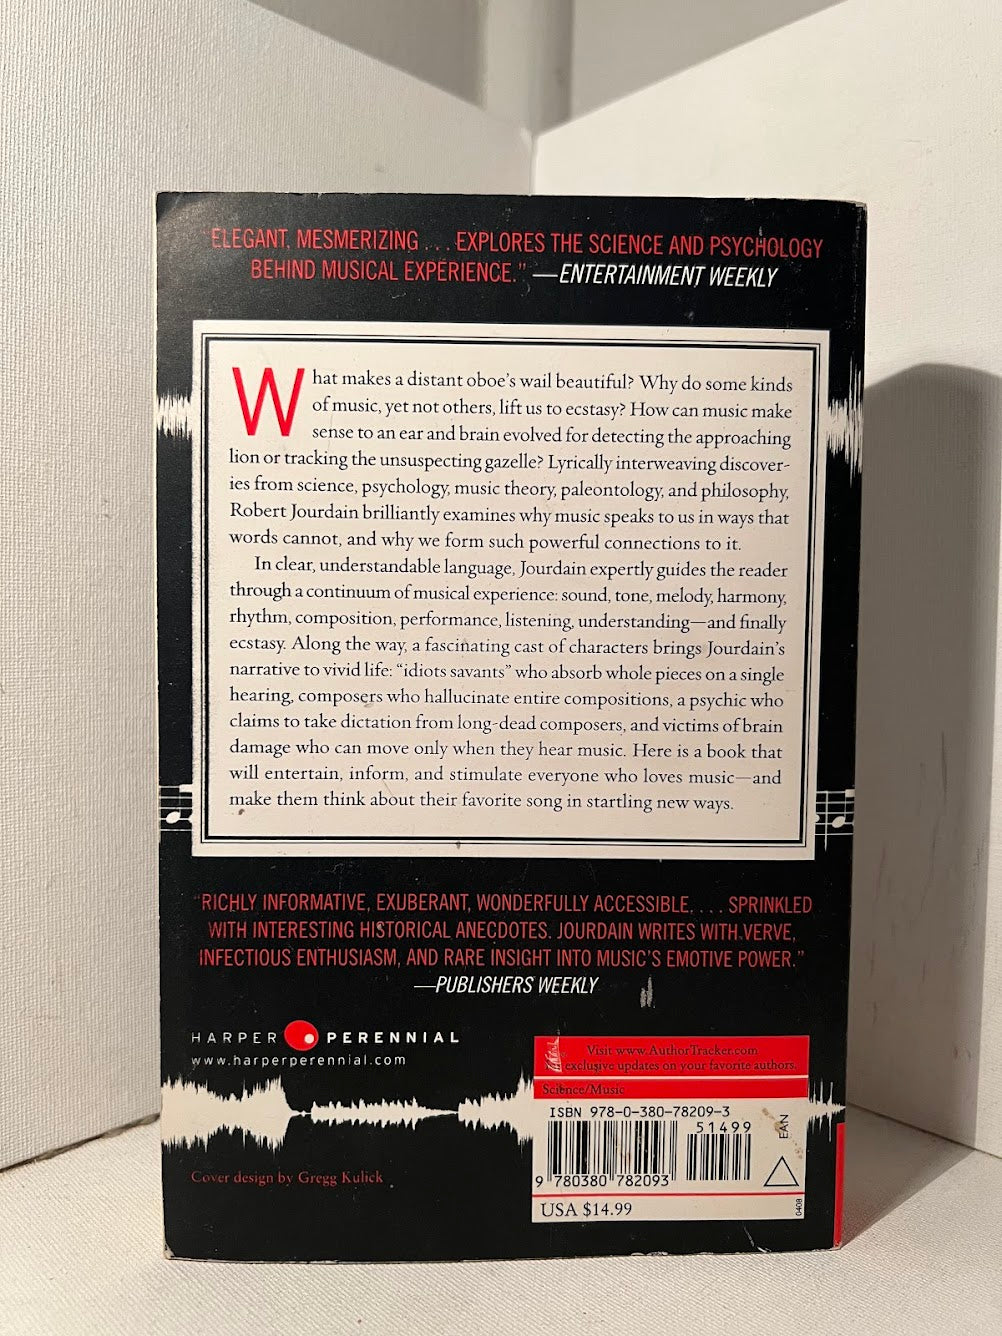 "ELEGANT, MESMERIZING . . . EXPLORES THE SCIENCE AND PSYCHOLOGY
BEHIND MUSICAL EXPERIENCE." —ENTERTAINMENT WEEKLY
What makes a distant oboe's wail beautiful? Why do some kinds
of music, yet not others, lift us to ecstasy? How can music make
sense to an ear and brain evolved for detecting the approaching
lion or tracking the unsuspecting gazelle? Lyrically interweaving discover-
ies from science, psychology, music theory, paleontology, and philosophy,
Robert Jourdain brilliantly examines why music speaks to us in ways that
words cannot, and why we form such powerful connections to it.
In clear, understandable language, Jourdain expertly guides the reader
through a continuum of musical experience: sound, tone, melody, harmony,
rhythm, composition, performance, listening, understanding—and finally
ecstasy. Along the way, a fascinating cast of characters brings Jourdain's
narrative to vivid life: "idiots savants" who absorb whole pieces on a single
hearing, composers who hallucinate entire compositions, a psychic who
claims to take dictation from long-dead composers, and victims of brain
damage who can move only when they hear music. Here is a book that
will entertain, inform, and stimulate everyone who loves music—and
make them think about their favorite song in startling new ways.
"RICHLY INFORMATIVE, EXUBERANT, WONDERFULLY ACCESSIBLE. . . . SPRINKLED
WITH INTERESTING HISTORICAL ANECDOTES. JOURDAIN WRITES WITH VERVE,
INFECTIOUS ENTHUSIASM, AND RARE INSIGHT INTO MUSIC'S EMOTIVE POWER."
—PUBLISHERS WEEKLY
HARPER PERENNIAL
www.harperperennial.com
Visit www.AuthorTracker.com
exclusive updates on your favorite authors.
Science/Music
ISBN 978-0-380-78209-3
51499
EAN
9 780380 782093
USA $14.99
0408
Cover design by Gregg Kulick